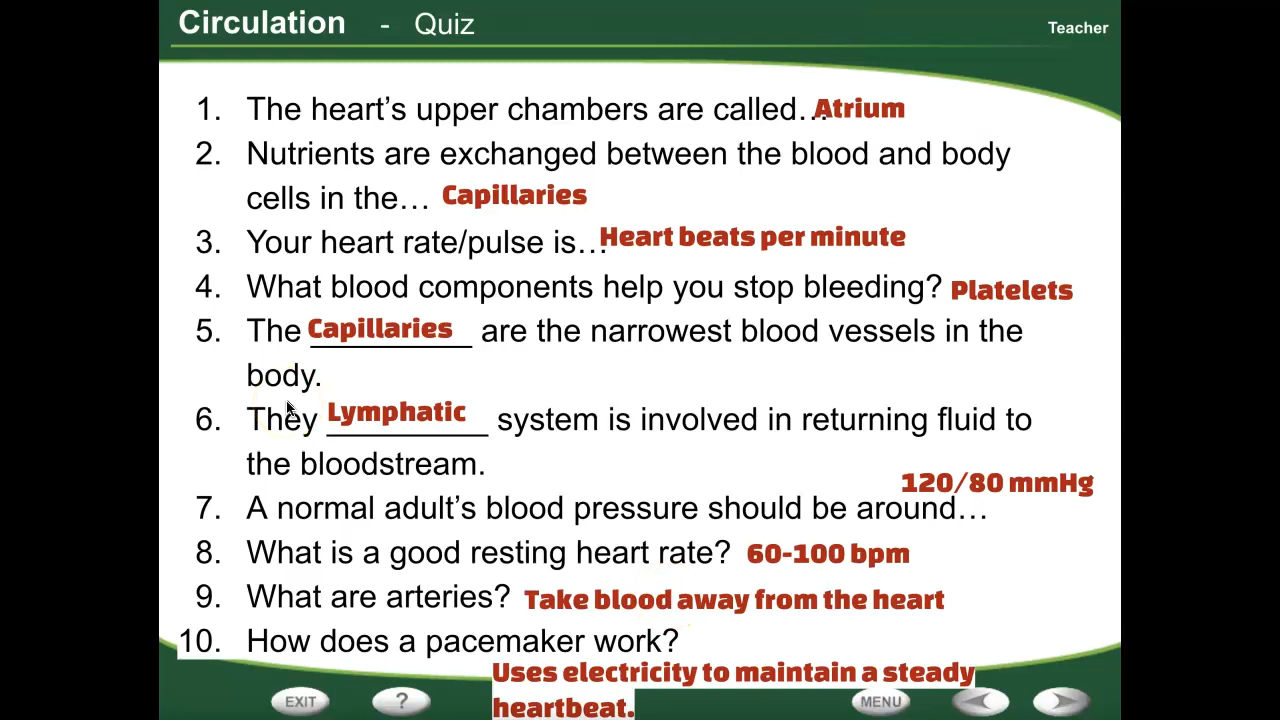 Circulation - Quiz
Teacher
1. The heart's upper chambers are called… Atrium
2. Nutrients are exchanged between the blood and body
cells in the… Capillaries
3. Your heart rate/pulse is… Heart beats per minute
4. What blood components help you stop bleeding? Platelets
5. The Capillaries are the narrowest blood vessels in the
body.
6. They Lymphatic system is involved in returning fluid to
the bloodstream.
120/80 mmHg
7. A normal adult's blood pressure should be around…
8. What is a good resting heart rate? 60-100 bpm
9. What are arteries? Take blood away from the heart
10. How does a pacemaker work?
Uses electricity to maintain a steady
heartbeat.
EXIT ? MENU